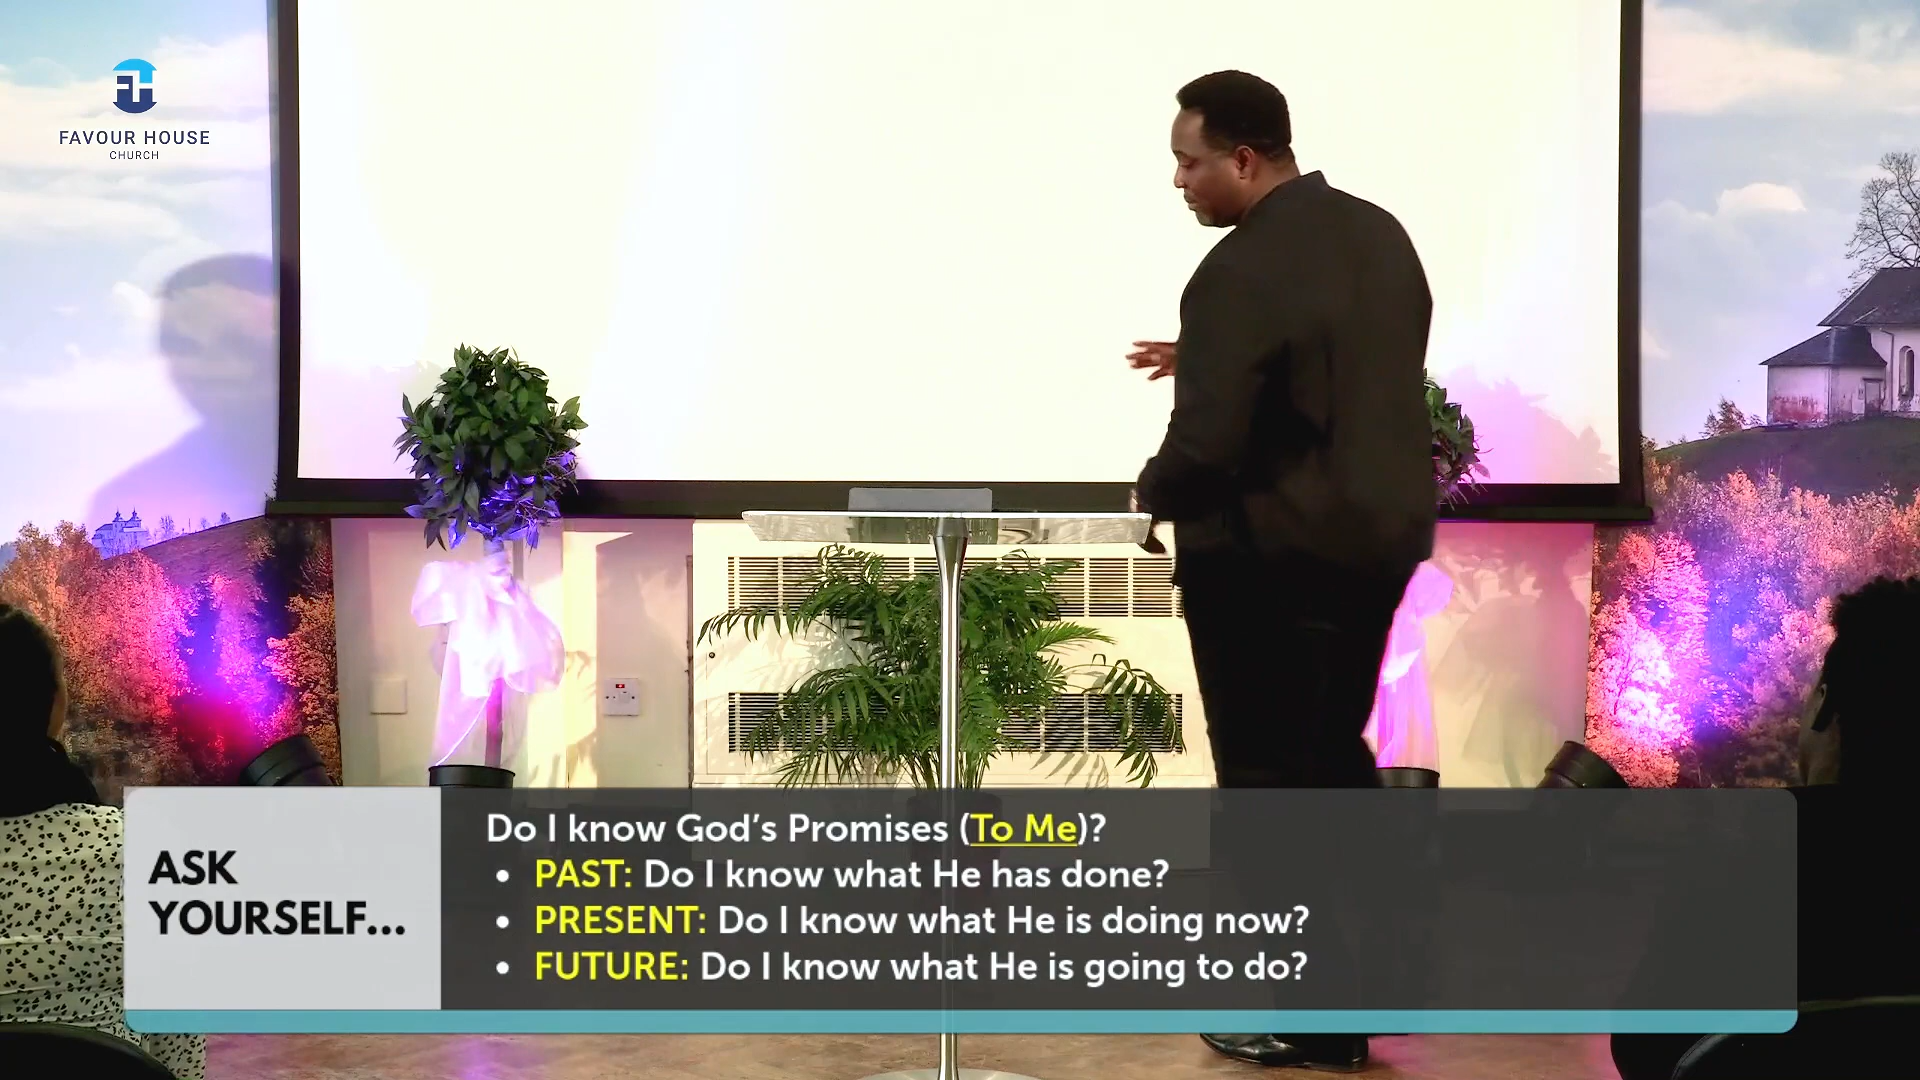 FAVOUR HOUSE
CHURCH
ASK
YOURSELF...
Do I know God's Promises (To Me)?
• PAST: Do I know what He has done?
• PRESENT: Do I know what He is doing now?
• FUTURE: Do I know what He is going to do?